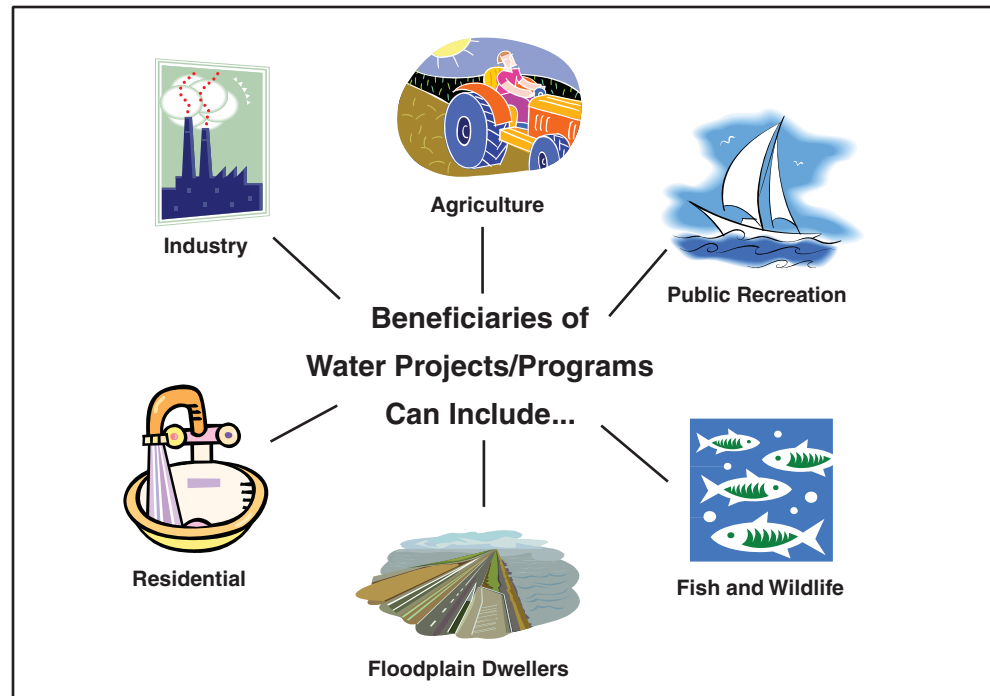 Agriculture
Industry
Public Recreation
Beneficiaries of
Water Projects/Programs
Can Include...
Residential
Fish and Wildlife
Floodplain Dwellers